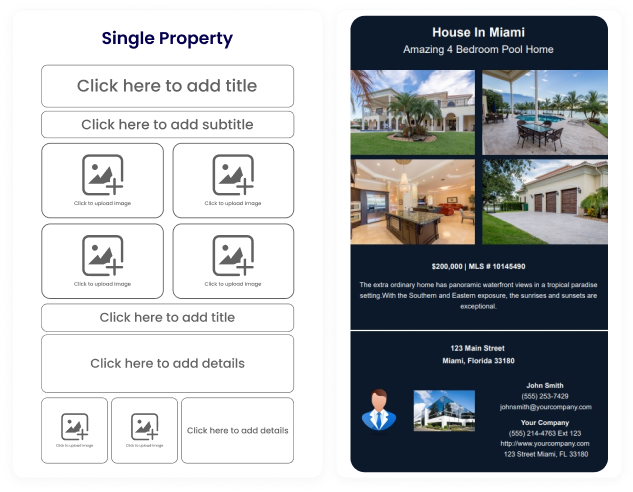 Single Property
Click here to add title
Click here to add subtitle
Click to upload image
Click to upload image
Click to upload image
Click to upload image
Click here to add title
Click here to add details
Click to upload image
Click to upload image
Click here to add details
House In Miami
Amazing 4 Bedroom Pool Home
$200,000 | MLS # 10145490
The extra ordinary home has panoramic waterfront views in a tropical paradise
setting.With the Southern and Eastern exposure, the sunrises and sunsets are
exceptional.
123 Main Street
Miami, Florida 33180
John Smith
(555) 253-7429
johnsmith@yourcompany.com
Your Company
(555) 214-4763 Ext 123
http://www.yourcompany.com
123 Street Miami, FL 33180